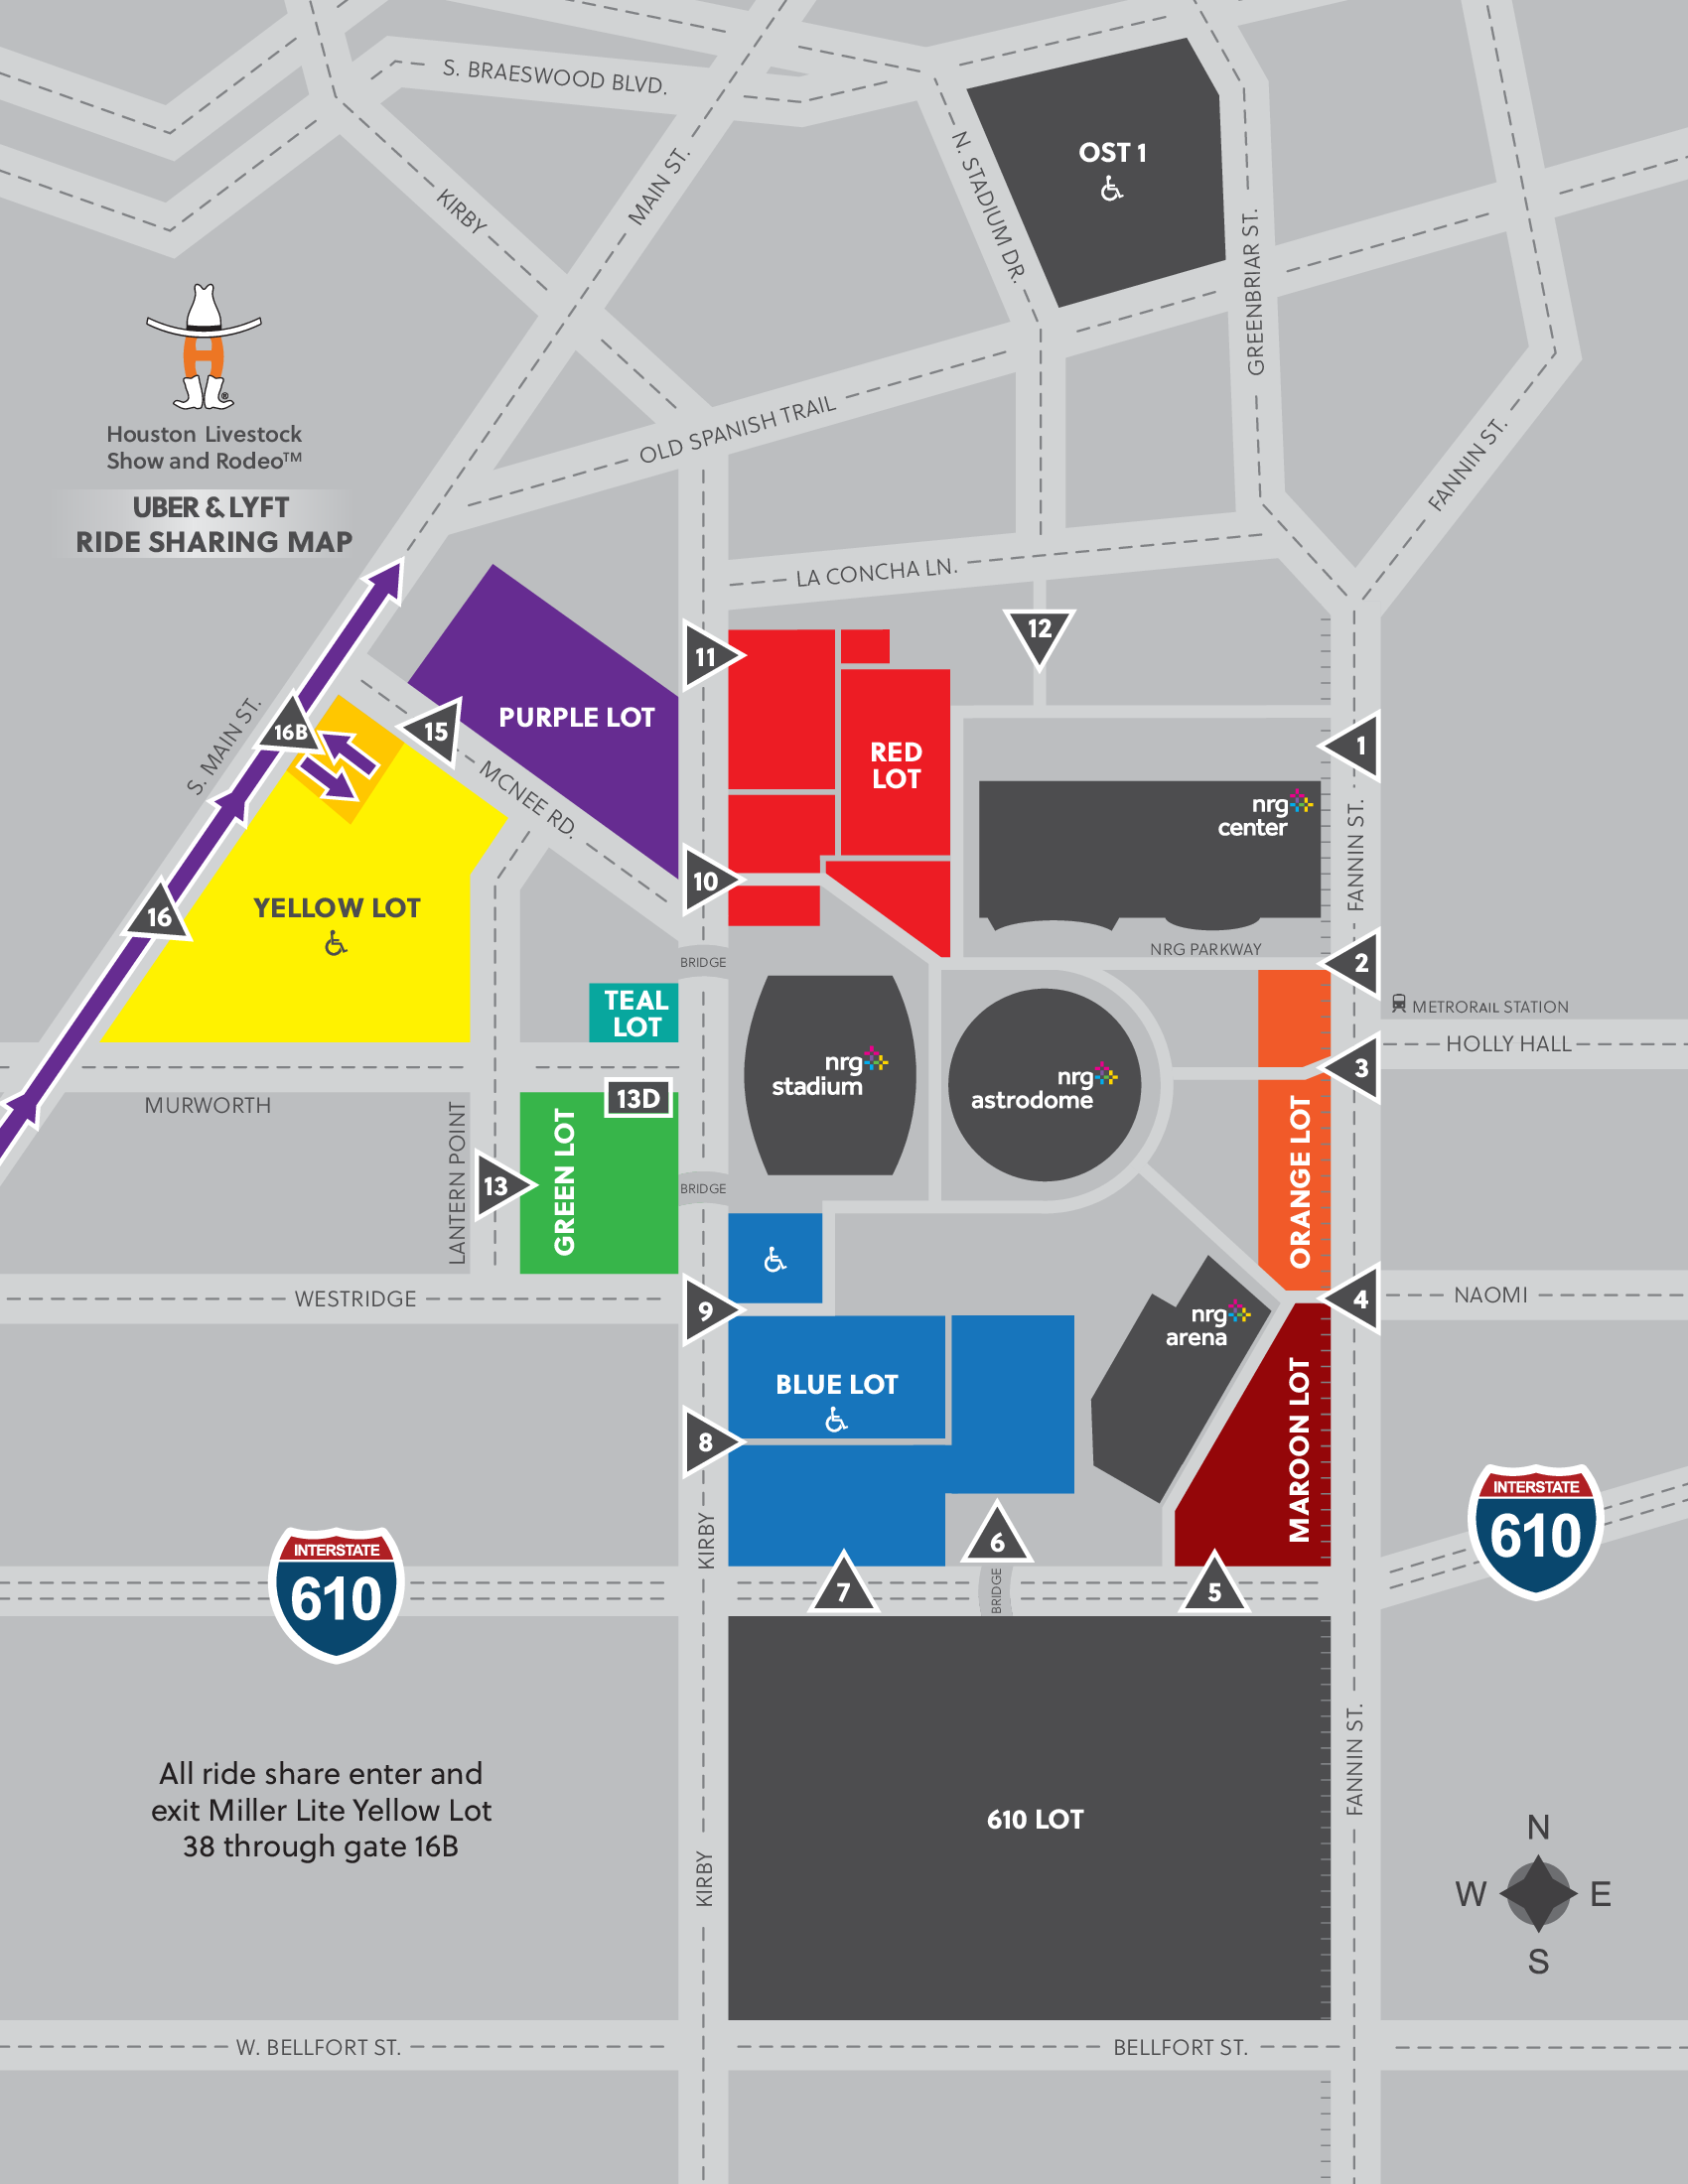 S. BRAESWOOD BLVD.
KIRBY
MAIN ST.
N. STADIUM DR.
OST 1
GREENBRIAR ST.
Houston Livestock
Show and Rodeo™
UBER & LYFT
RIDE SHARING MAP
OLD SPANISH TRAIL
FANNIN ST.
LA CONCHA LN.
12
11
PURPLE LOT
S. MAIN ST.
16B
15
MCNEE RD.
RED
LOT
1
nrg
center
FANNIN ST.
10
16
YELLOW LOT
BRIDGE
NRG PARKWAY
2
TEAL
LOT
METRORAIL STATION
HOLLY HALL
3
nrg
stadium
nrg
astrodome
MURWORTH
13D
LANTERN POINT
13
GREEN LOT
BRIDGE
ORANGE LOT
WESTRIDGE
9
4
NAOMI
nrg
arena
BLUE LOT
8
MAROON LOT
KIRBY
6
7
BRIDGE
5
INTERSTATE
610
INTERSTATE
610
FANNIN ST.
All ride share enter and
exit Miller Lite Yellow Lot
38 through gate 16B
610 LOT
KIRBY
N
W E
S
W. BELLFORT ST.
BELLFORT ST.